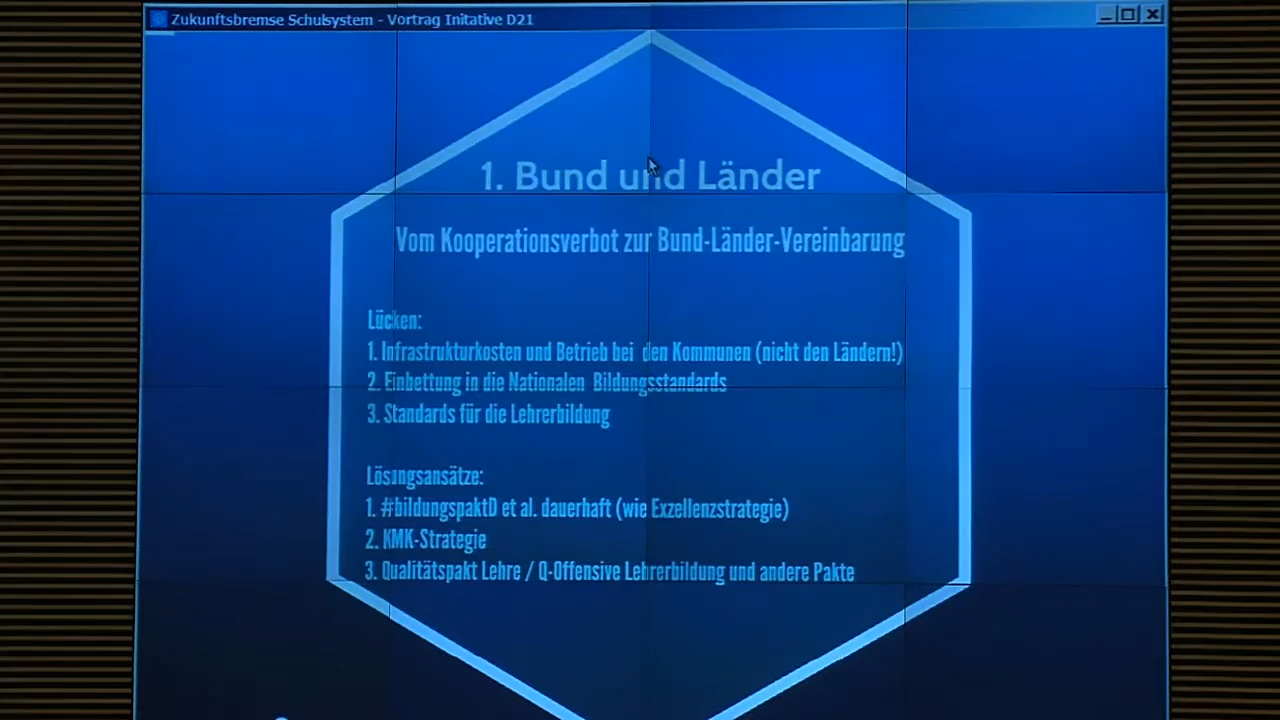 Zukunftsbremse Schulsystem - Vortrag Initative D21
1. Bund und Länder
Vom Kooperationsverbot zur Bund-Länder-Vereinbarung
Lücken:
1. Infrastrukturkosten und Betrieb bei den Kommunen (nicht den Ländern!)
2. Einbettung in die Nationalen Bildungsstandards
3. Standards für die Lehrerbildung
Lösungsansätze:
1. #bildungspaktD et al. dauerhaft (wie Exzellenzstrategie)
2. KMK-Strategie
3. Qualitätspakt Lehre / Q-Offensive Lehrerbildung und andere Pakte